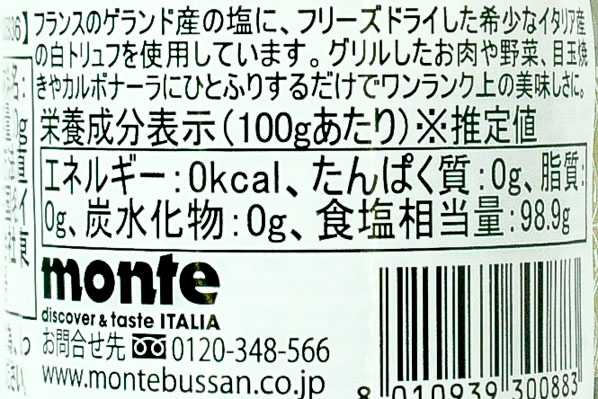 フランスのゲランド産の塩に、フリーズドライした希少なイタリア産
の白トリュフを使用しています。グリルしたお肉や野菜、目玉焼
きやカルボナーラにひとふりするだけでワンランク上の美味しさに。
栄養成分表示(100gあたり)※推定値
エネルギー:0kcal、たんぱく質:0g、脂質:
0g、炭水化物:0g、食塩相当量:98.9g
monte
discover & taste ITALIA
お問合せ先 0120-348-566
www.montebussan.co.jp
8 010939 300883